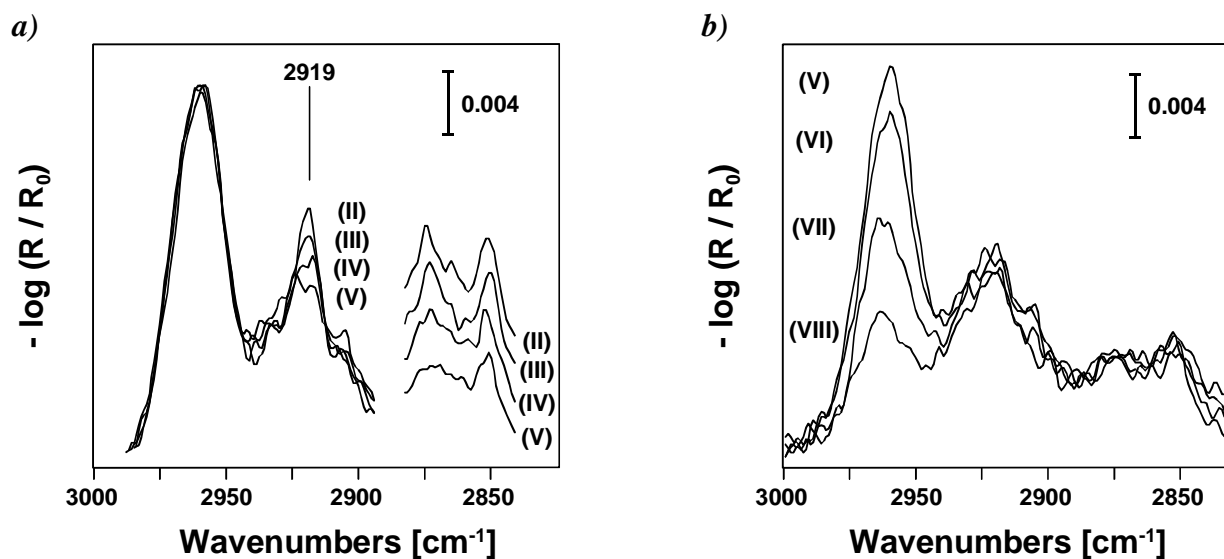 a)
2919
0.004
(II)
(III)
(IV)
(V)
(II)
(III)
(IV)
(V)
- log (R / R0)
3000 2950 2900 2850
Wavenumbers [cm-1]
b)
(V)
(VI)
(VII)
(VIII)
0.004
- log (R / R0)
3000 2950 2900 2850
Wavenumbers [cm-1]